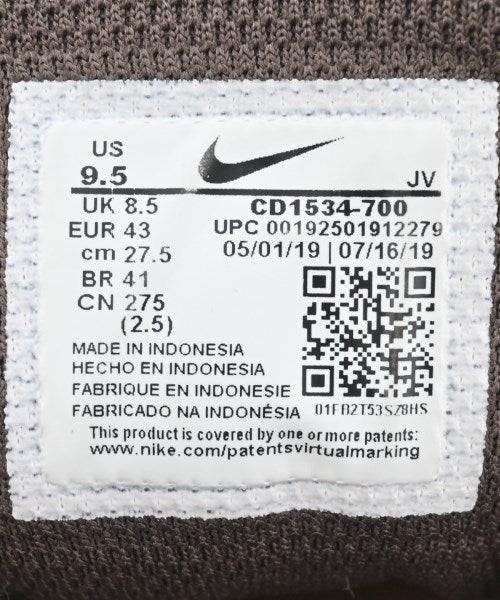 US
9.5
JV
UK 8.5
CD1534-700
EUR 43
UPC 00192501912279
cm 27.5
05/01/19 | 07/16/19
BR 41
CN 275
(2.5)
MADE IN INDONESIA
HECHO EN INDONESIA
FABRIQUE EN INDONESIE
FABRICADO NA INDONÉSIA
01FB2T53SZ8HS
This product is covered by one or more patents:
www.nike.com/patentsvirtualmarking